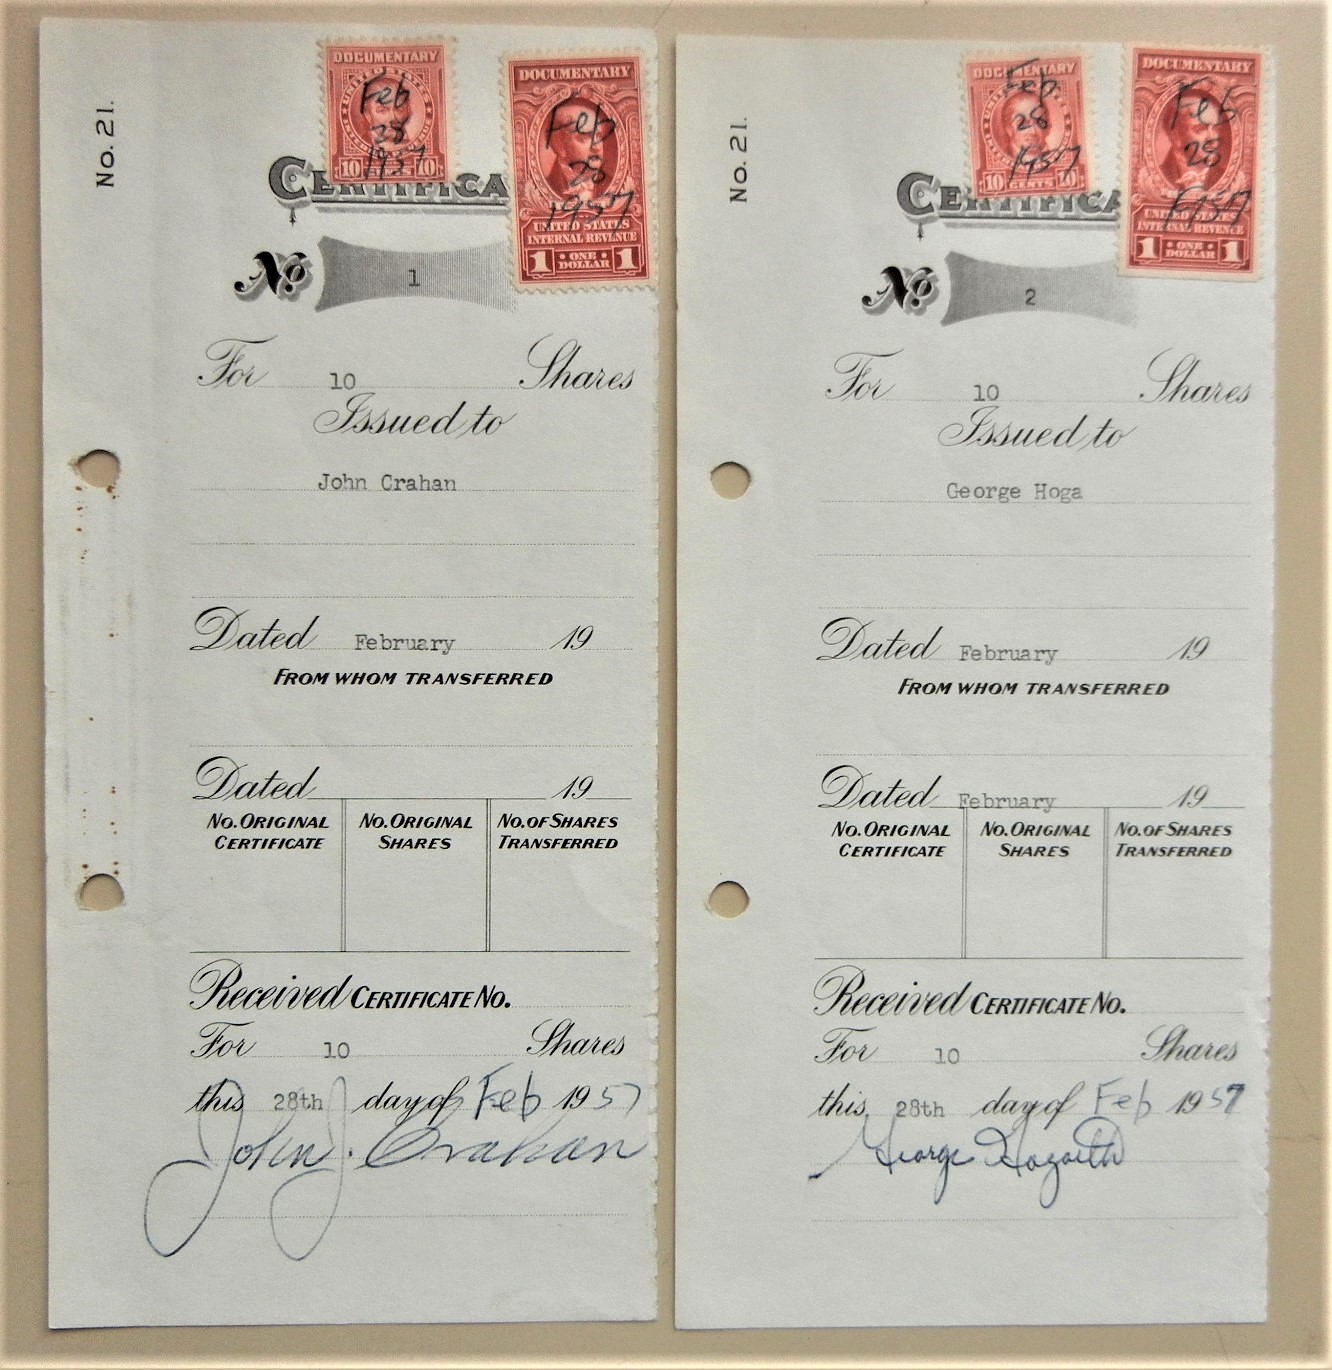 No. 21.
DOCUMENTARY
Feb
28
1957
10 10
DOCUMENTARY
Feb
28
1957
UNITED STATES
INTERNAL REVENUE
1 ONE DOLLAR 1
CERTIFICA
No 1
For 10 Shares
Issued to
John Crahan
Dated February 19
FROM WHOM TRANSFERRED
Dated 19
NO. ORIGINAL CERTIFICATE NO. ORIGINAL SHARES NO. OF SHARES TRANSFERRED
Received CERTIFICATE NO.
For 10 Shares
this 28th day of Feb 1957
John J. Crahan
No. 21.
DOCUMENTARY
Feb
28
1957
10 CENTS 10
DOCUMENTARY
Feb
28
1957
UNITED STATES
INTERNAL REVENUE
1 ONE DOLLAR 1
CERTIFICA
No 2
For 10 Shares
Issued to
George Hoga
Dated February 19
FROM WHOM TRANSFERRED
Dated February 19
NO. ORIGINAL CERTIFICATE NO. ORIGINAL SHARES NO. OF SHARES TRANSFERRED
Received CERTIFICATE NO.
For 10 Shares
this 28th day of Feb 1957
George Hogarth